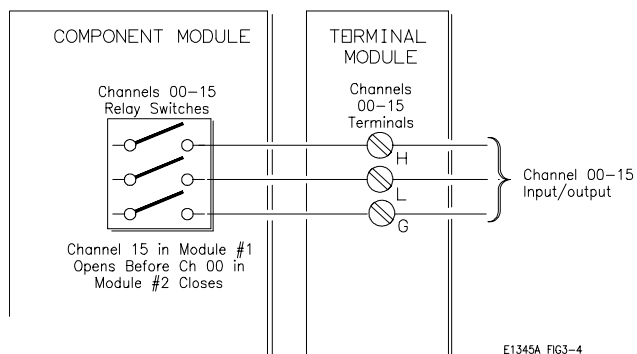 COMPONENT MODULE
TERMINAL
MODULE
Channels 00-15
Relay Switches
Channels
00-15
Terminals
H
L
G
Channel 00-15
Input/output
Channel 15 in Module #1
Opens Before Ch 00 in
Module #2 Closes
E1345A FIG3-4